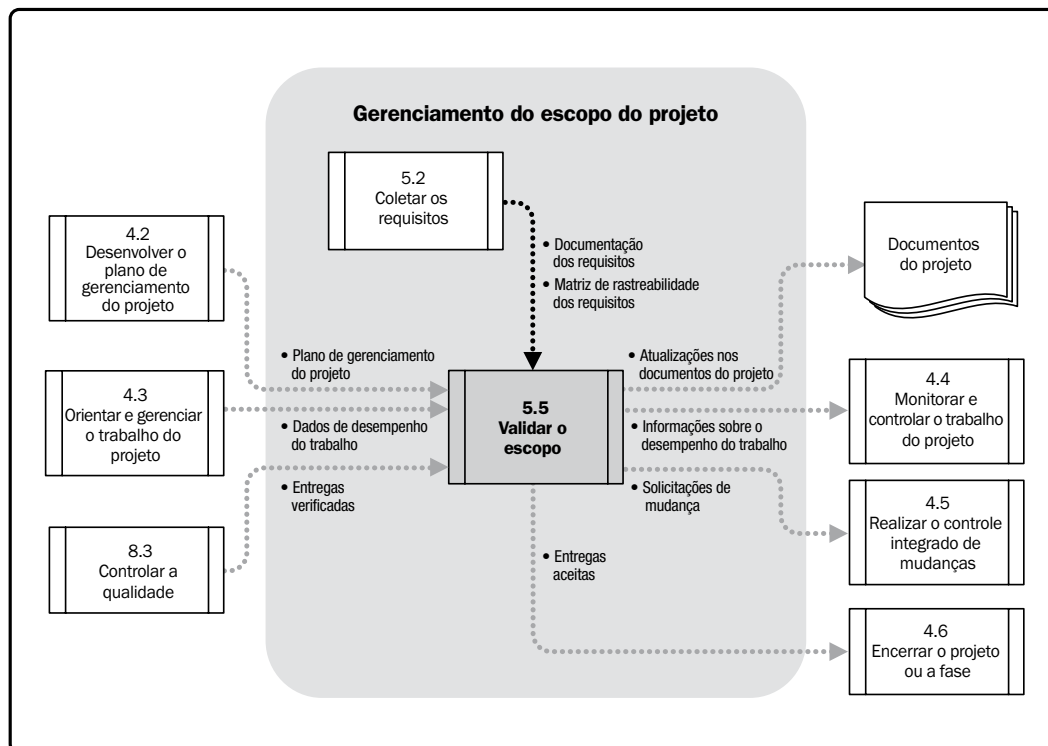 Gerenciamento do escopo do projeto
5.2
Coletar os
requisitos
4.2
Desenvolver o
plano de
gerenciamento
do projeto
Documentos
do projeto
• Documentação
dos requisitos
• Matriz de rastreabilidade
dos requisitos
• Plano de gerenciamento
do projeto
• Atualizações nos
documentos do projeto
4.3
Orientar e gerenciar
o trabalho do
projeto
5.5
Validar o
escopo
4.4
Monitorar e
controlar o trabalho
do projeto
• Dados de desempenho
do trabalho
• Informações sobre o
desempenho do trabalho
• Entregas
verificadas
• Solicitações de
mudança
4.5
Realizar o controle
integrado de
mudanças
8.3
Controlar a
qualidade
• Entregas
aceitas
4.6
Encerrar o projeto
ou a fase